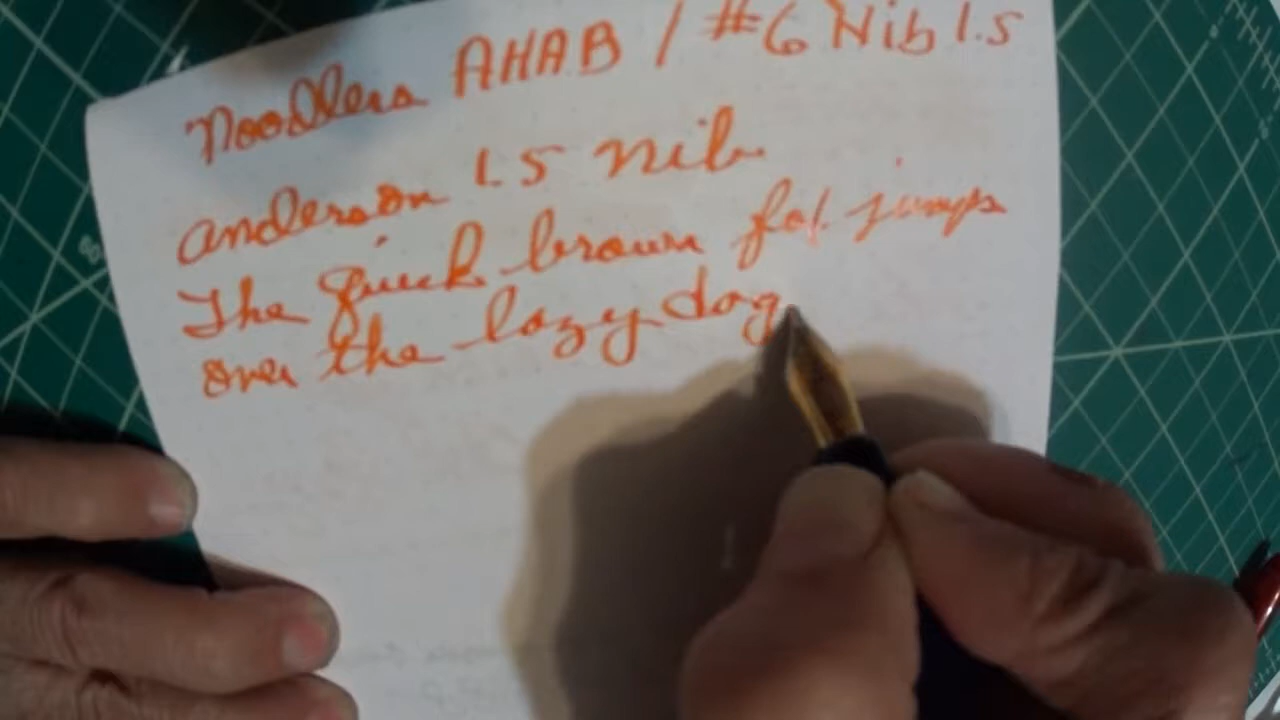 Noodlers AHAB / #6 Nib 1.5
anderson 1.5 nib
The quick brown fox jumps
over the lazy dog